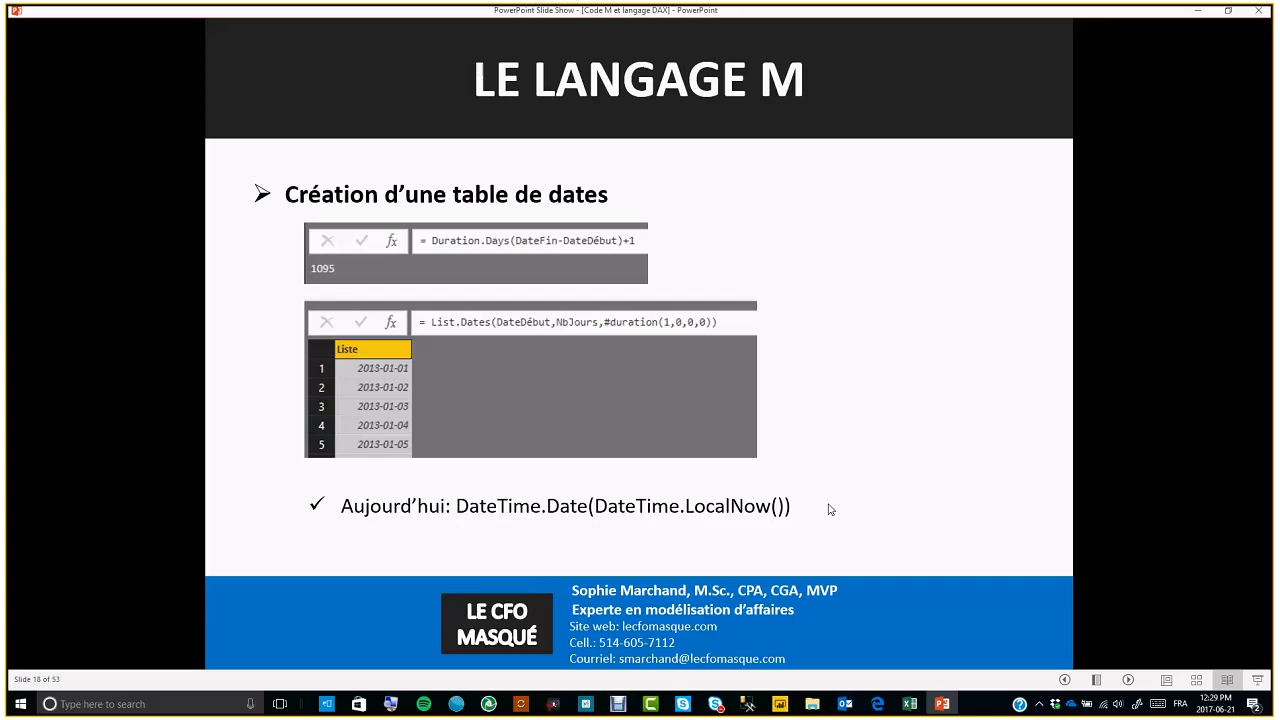 PowerPoint Slide Show - [Code M et langage DAX] - PowerPoint
LE LANGAGE M
Création d’une table de dates
fx = Duration.Days(DateFin-DateDébut)+1
1095
fx = List.Dates(DateDébut,NbJours,#duration(1,0,0,0))
Liste
1 2013-01-01
2 2013-01-02
3 2013-01-03
4 2013-01-04
5 2013-01-05
Aujourd’hui: DateTime.Date(DateTime.LocalNow())
LE CFO
MASQUÉ
Sophie Marchand, M.Sc., CPA, CGA, MVP
Experte en modélisation d’affaires
Site web: lecfomasque.com
Cell.: 514-605-7112
Courriel: smarchand@lecfomasque.com
Slide 18 of 53
Type here to search
FRA
12:29 PM
2017-06-21